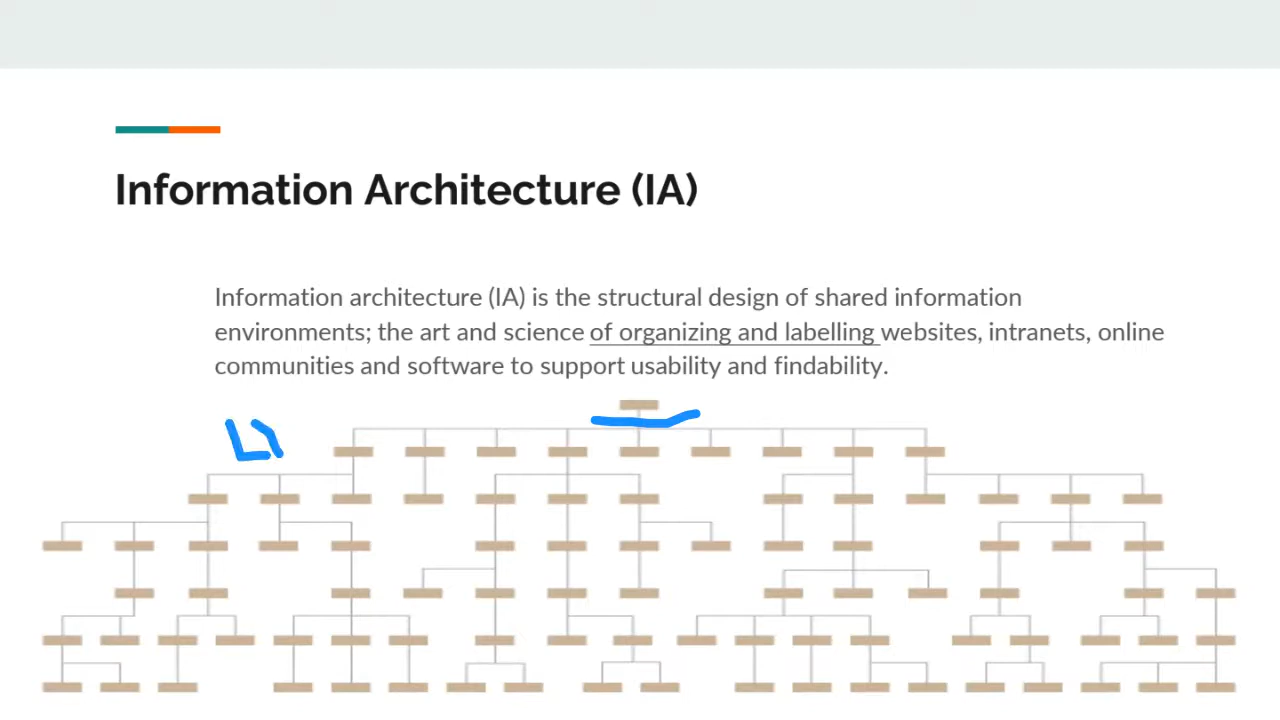 Information Architecture (IA)
Information architecture (IA) is the structural design of shared information
environments; the art and science of organizing and labelling websites, intranets, online
communities and software to support usability and findability.